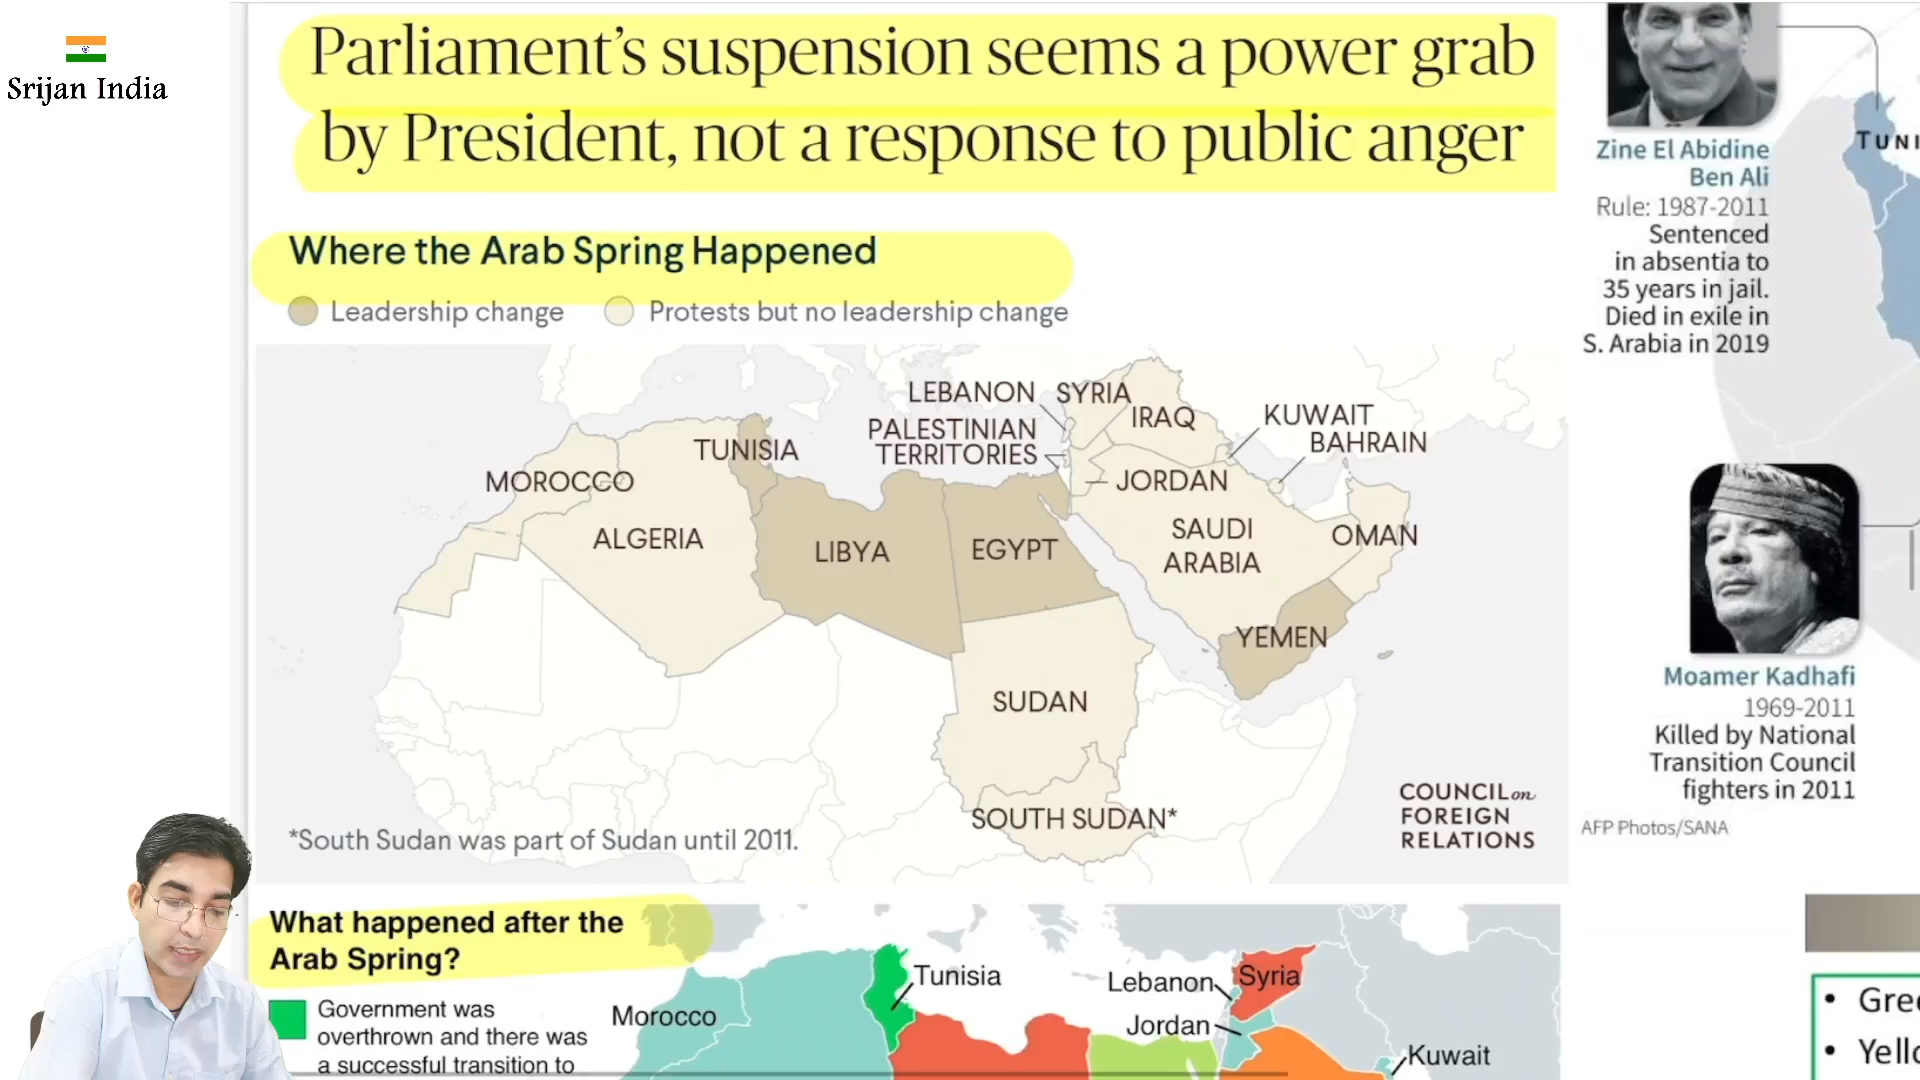 Srijan India
Parliament's suspension seems a power grab
by President, not a response to public anger
Where the Arab Spring Happened
Leadership change
Protests but no leadership change
LEBANON
SYRIA
IRAQ
KUWAIT
BAHRAIN
PALESTINIAN
TERRITORIES
TUNISIA
MOROCCO
JORDAN
ALGERIA
LIBYA
EGYPT
SAUDI
ARABIA
OMAN
YEMEN
SUDAN
SOUTH SUDAN*
*South Sudan was part of Sudan until 2011.
COUNCIL on
FOREIGN
RELATIONS
Zine El Abidine
Ben Ali
Rule: 1987-2011
Sentenced
in absentia to
35 years in jail.
Died in exile in
S. Arabia in 2019
TUNI
Moamer Kadhafi
1969-2011
Killed by National
Transition Council
fighters in 2011
AFP Photos/SANA
What happened after the
Arab Spring?
Government was
overthrown and there was
a successful transition to
Morocco
Tunisia
Lebanon
Syria
Jordan
Kuwait
• Gree
• Yello